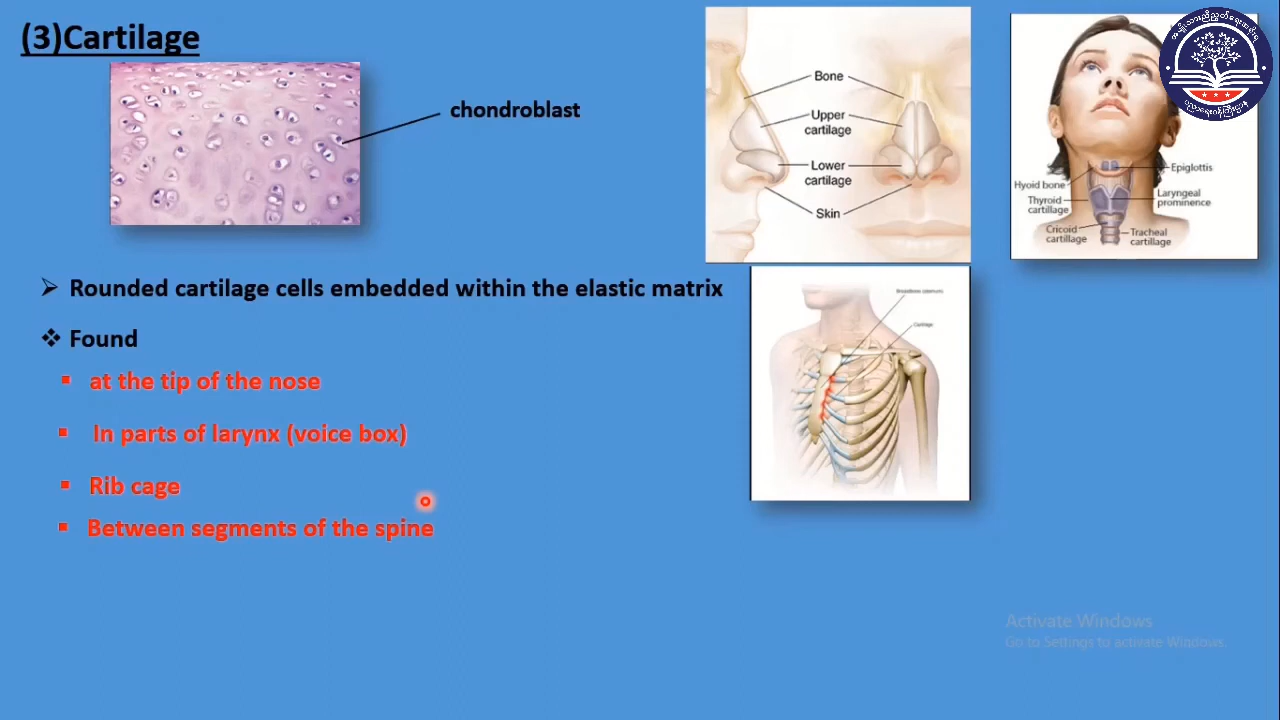 (3)Cartilage
chondroblast
Bone
Upper
cartilage
Lower
cartilage
Skin
Epiglottis
Hyoid bone
Laryngeal
prominence
Thyroid
cartilage
Cricoid
cartillage
Tracheal
cartillage
Rounded cartilage cells embedded within the elastic matrix
Found
at the tip of the nose
In parts of larynx (voice box)
Rib cage
Between segments of the spine
Cartilage
Activate Windows
Go to Settings to activate Windows.